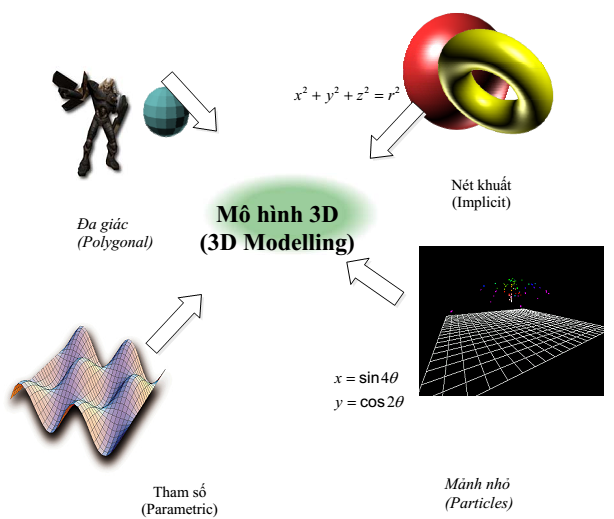 x² + y² + z² = r²
Nét khuất
(Implicit)
Đa giác
(Polygonal)
Mô hình 3D
(3D Modelling)
x = sin4θ
y = cos2θ
Tham số
(Parametric)
Mảnh nhỏ
(Particles)